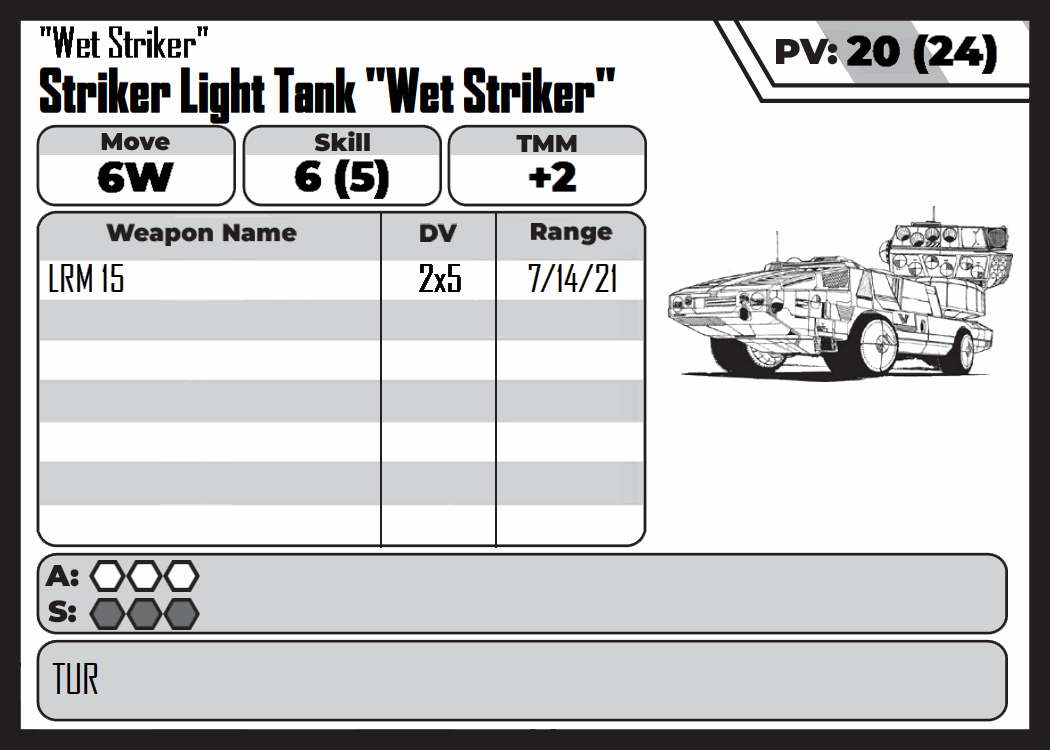 "Wet Striker"
Striker Light Tank "Wet Striker"
PV: 20 (24)
Move Skill TMM
6W 6 (5) +2
Weapon Name DV Range
LRM 15 2x5 7/14/21
A:
S:
TUR